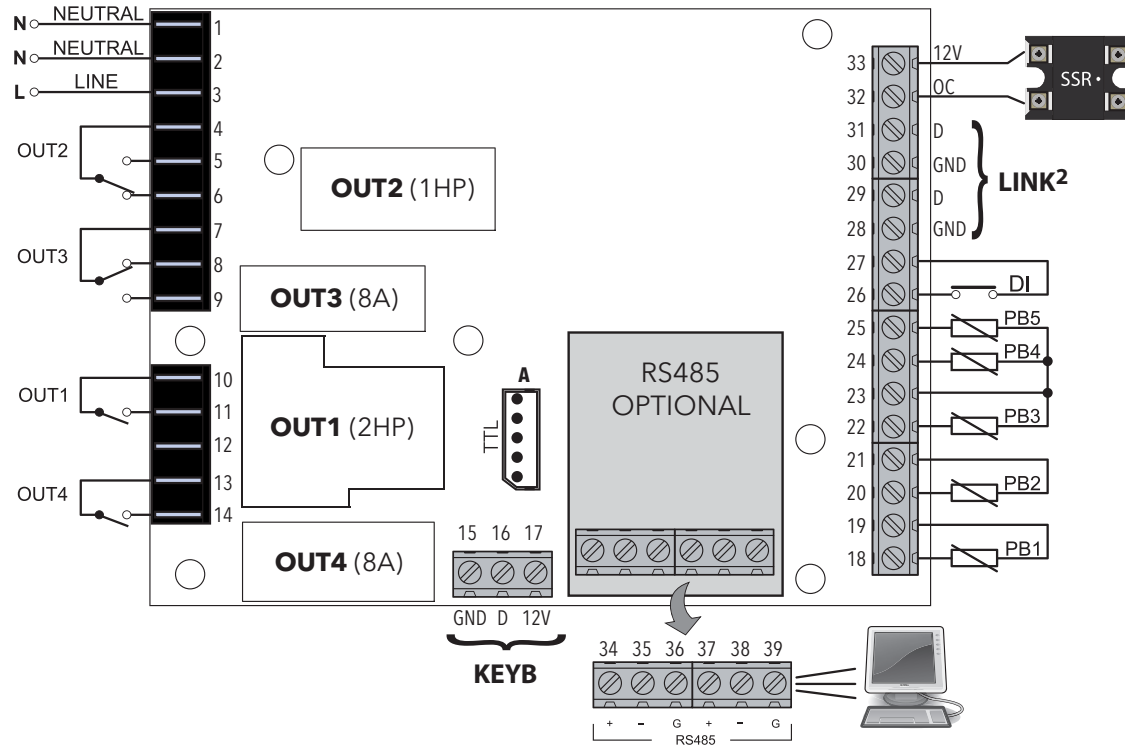 N NEUTRAL
N NEUTRAL
L LINE
1
2
3
4
5
6
7
8
9
OUT2
OUT3
10
11
12
13
14
OUT1
OUT4
OUT2 (1HP)
OUT3 (8A)
OUT1 (2HP)
OUT4 (8A)
A
TTL
15 16 17
GND D 12V
KEYB
RS485
OPTIONAL
33 12V
32 OC
31 D
30 GND
29 D
28 GND
LINK2
SSR
27
26 DI
25 PB5
24 PB4
23
22 PB3
21
20 PB2
19
18 PB1
34 35 36 37 38 39
+ - G + - G
RS485